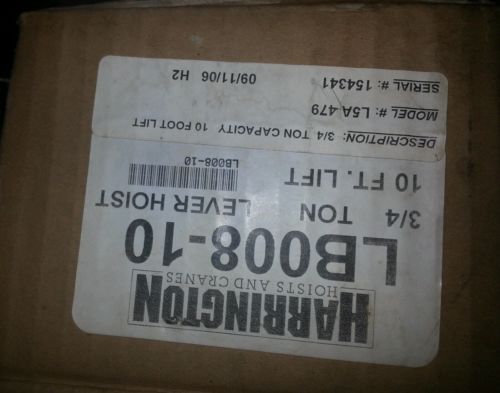 HARRINGTON
HOISTS AND CRANES
LB008-10
3/4 TON LEVER HOIST
10 FT. LIFT
LB008-10
DESCRIPTION: 3/4 TON CAPACITY 10 FOOT LIFT
MODEL #: L5A 479
SERIAL #: 154341 09/11/06 H2